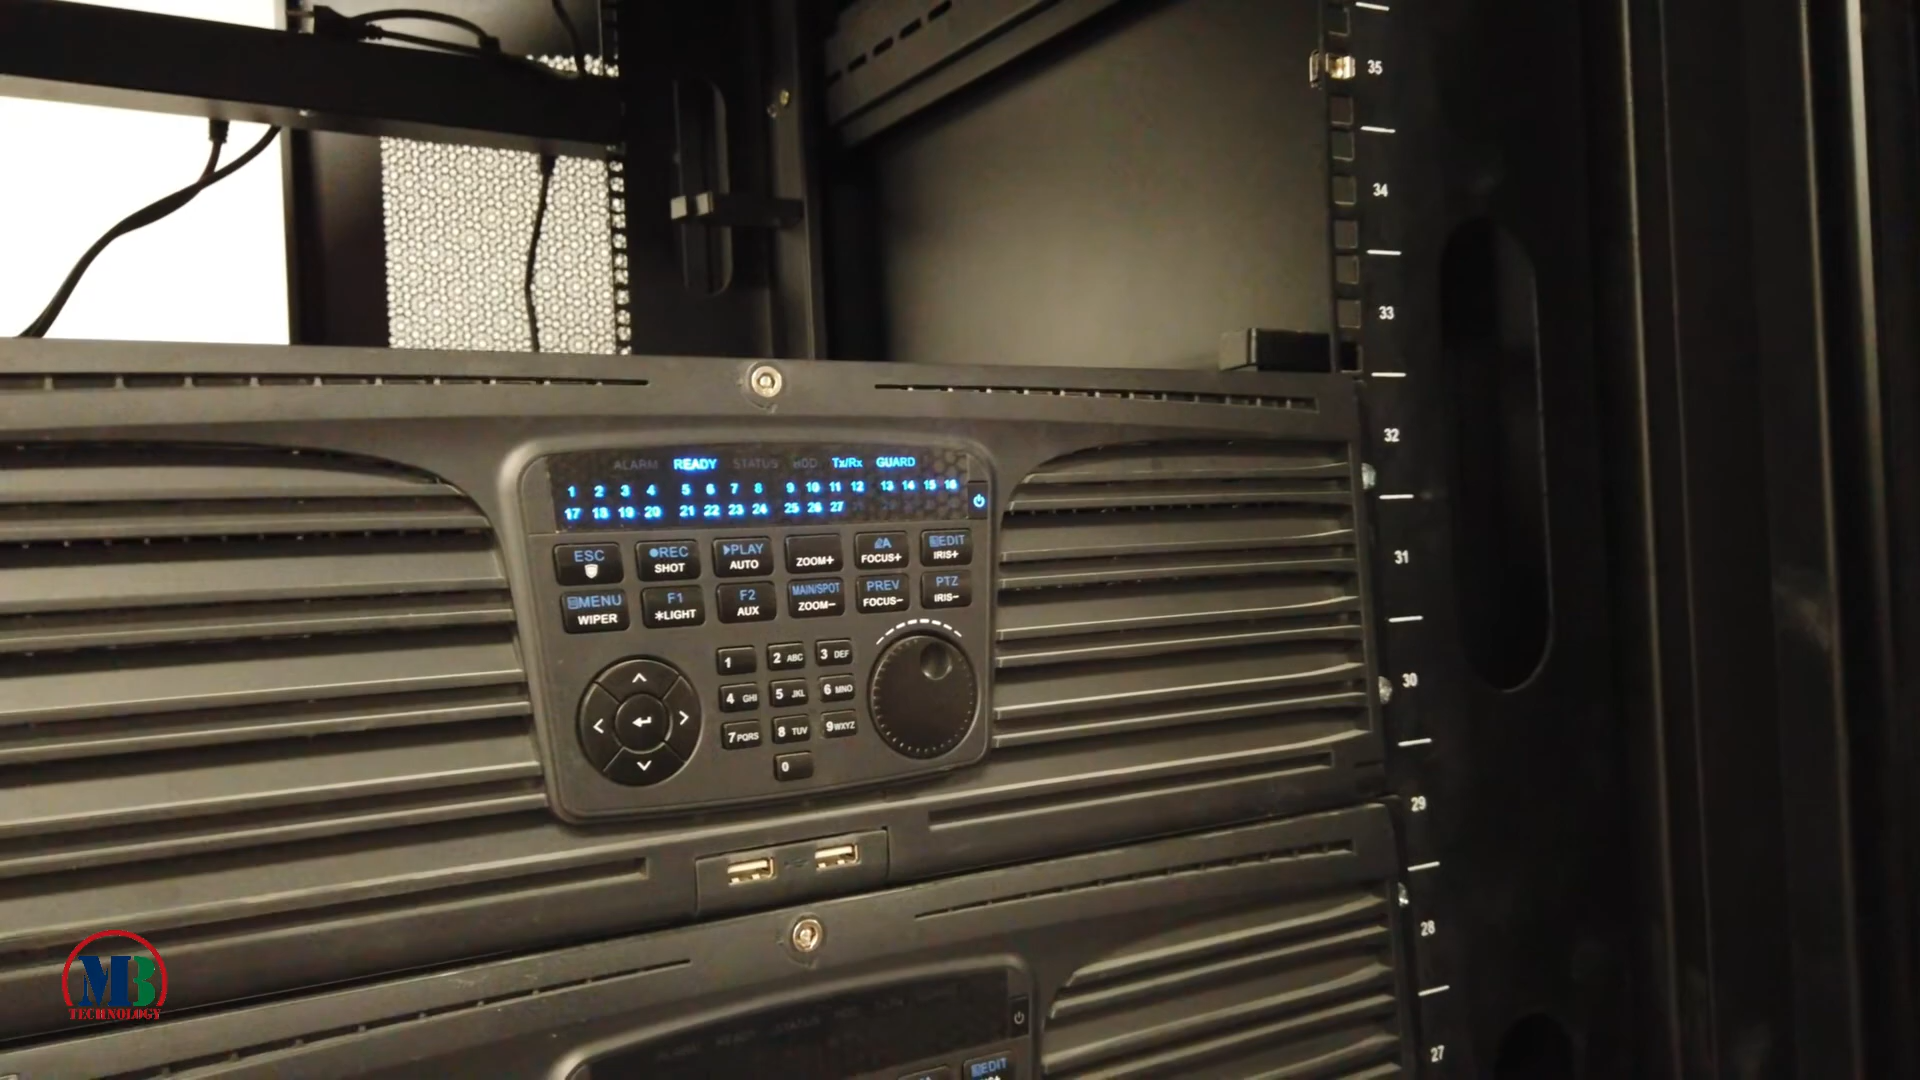 35
34
33
32
31
30
29
28
27
ALARM READY STATUS HDD Tx/Rx GUARD
1 2 3 4 5 6 7 8 9 10 11 12 13 14 15 16
17 18 19 20 21 22 23 24 25 26 27
ESC REC PLAY A EDIT
SHOT AUTO ZOOM+ FOCUS+ IRIS+
MENU F1 F2 MAIN/SPOT PREV PTZ
WIPER LIGHT AUX ZOOM− FOCUS− IRIS−
1 2 ABC 3 DEF
4 GHI 5 JKL 6 MNO
7 PQRS 8 TUV 9 WXYZ
0
STATUS
EDIT
MB
TECHNOLOGY